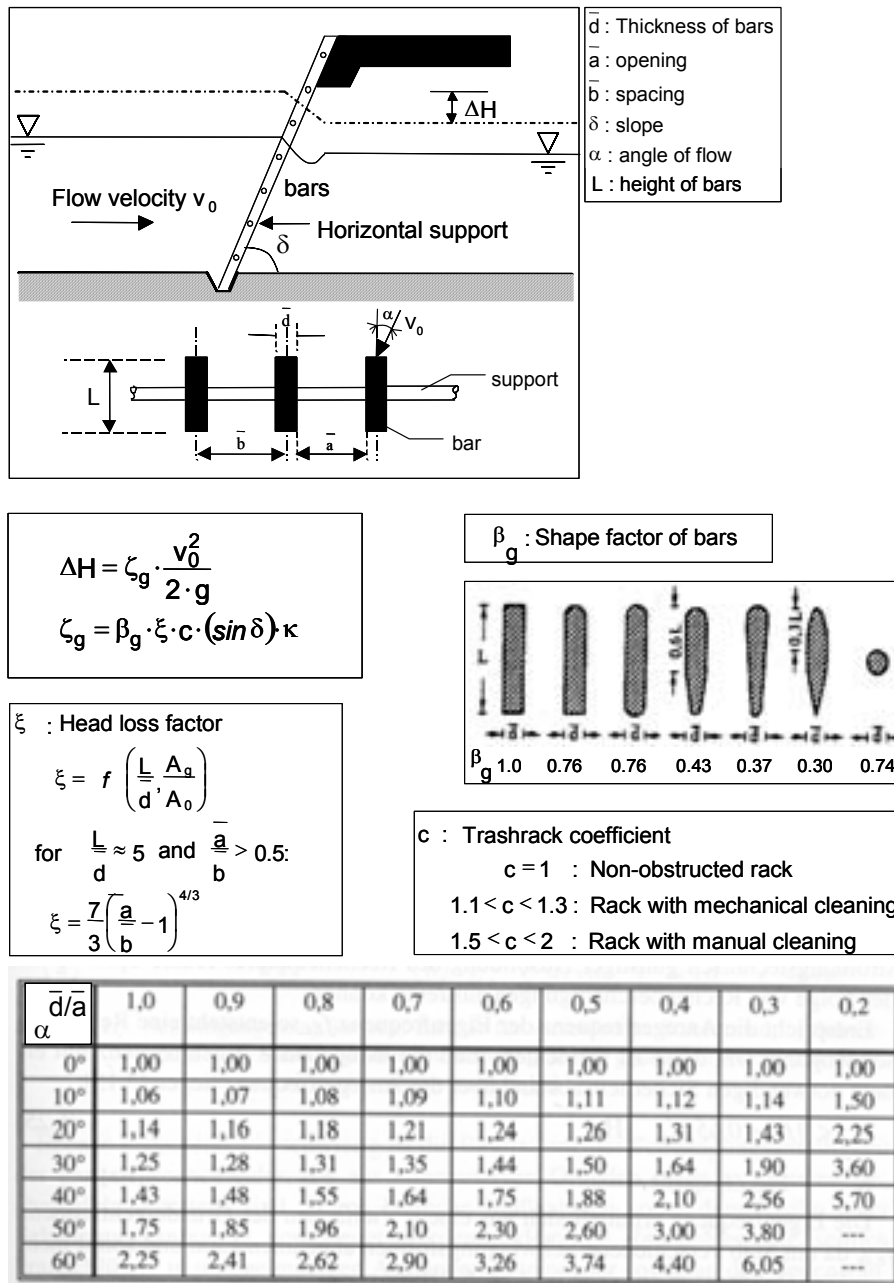 d̅ : Thickness of bars
a̅ : opening
b̅ : spacing
δ : slope
α : angle of flow
L : height of bars
ΔH
Flow velocity v₀
bars
Horizontal support
δ
d̅
α
v₀
L
support
b̅
a̅
bar
ΔH = ζg · v₀² / 2 · g
ζg = βg · ξ · c · (sin δ) · κ
βg : Shape factor of bars
L
0,6L
0,3L
d̅ d̅ d̅ d̅ d̅ d̅ d̅
βg 1.0 0.76 0.76 0.43 0.37 0.30 0.74
ξ : Head loss factor
ξ = f (L/d̅, Ag/A₀)
for L/d̅ ≈ 5 and a̅/b̅ > 0.5:
ξ = 7/3 (a̅/b̅ − 1)^4/3
c : Trashrack coefficient
c = 1 : Non-obstructed rack
1.1 < c < 1.3 : Rack with mechanical cleaning
1.5 < c < 2 : Rack with manual cleaning
α d̅/a̅ 1,0 0,9 0,8 0,7 0,6 0,5 0,4 0,3 0,2
0° 1,00 1,00 1,00 1,00 1,00 1,00 1,00 1,00 1,00
10° 1,06 1,07 1,08 1,09 1,10 1,11 1,12 1,14 1,50
20° 1,14 1,16 1,18 1,21 1,24 1,26 1,31 1,43 2,25
30° 1,25 1,28 1,31 1,35 1,44 1,50 1,64 1,90 3,60
40° 1,43 1,48 1,55 1,64 1,75 1,88 2,10 2,56 5,70
50° 1,75 1,85 1,96 2,10 2,30 2,60 3,00 3,80 ---
60° 2,25 2,41 2,62 2,90 3,26 3,74 4,40 6,05 ---